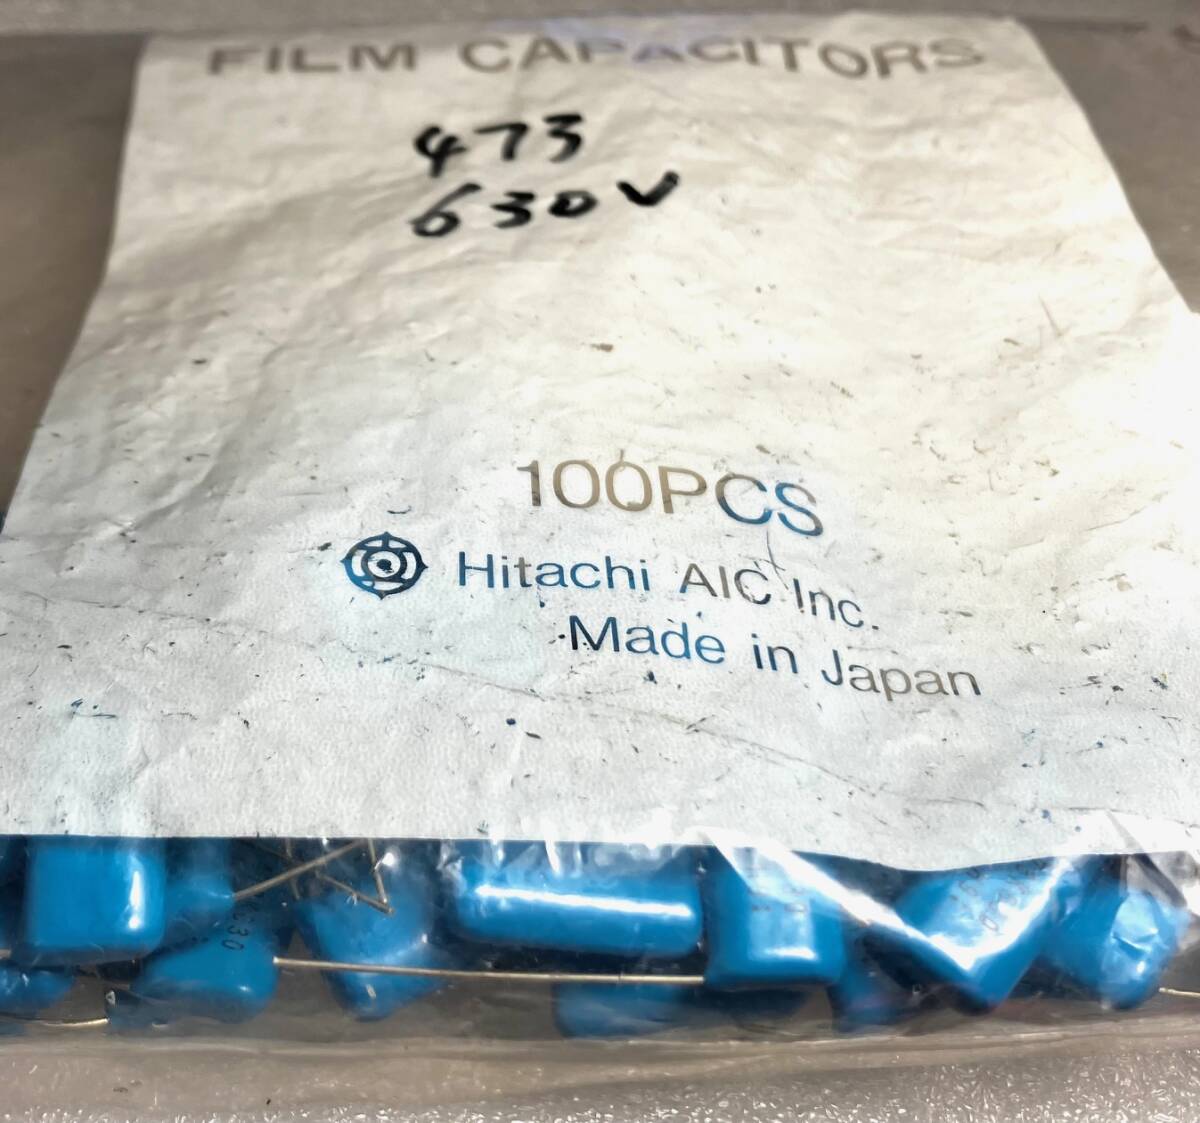 FILM CAPACITORS
473
630V
100PCS
Hitachi AIC Inc.
Made in Japan